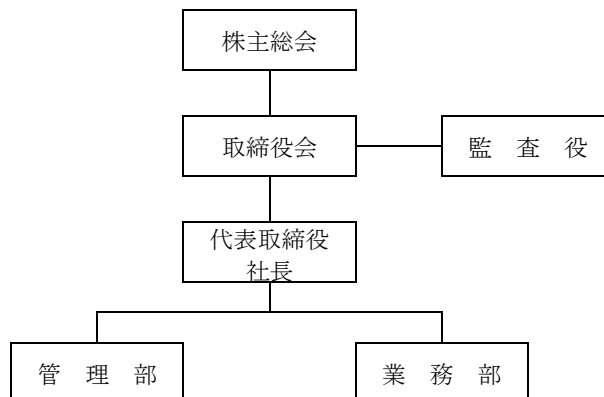 株主総会
取締役会
監　査　役
代表取締役
社長
管　理　部
業　務　部